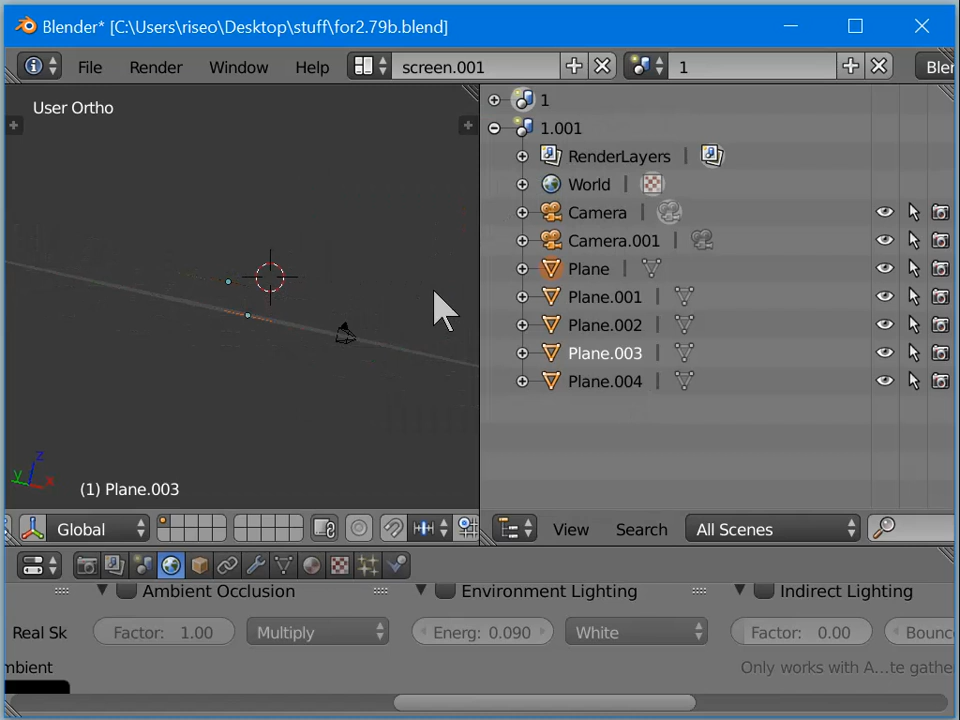 Blender* [C:\Users\riseo\Desktop\stuff\for2.79b.blend]
File Render Window Help screen.001 1 Blen
User Ortho
1
1.001
RenderLayers
World
Camera
Camera.001
Plane
Plane.001
Plane.002
Plane.003
Plane.004
z
y
x
(1) Plane.003
Global View Search All Scenes
Ambient Occlusion Environment Lighting Indirect Lighting
Real Sk Factor: 1.00 Multiply Energ: 0.090 White Factor: 0.00 Bounc
mbient Only works with A...te gathe